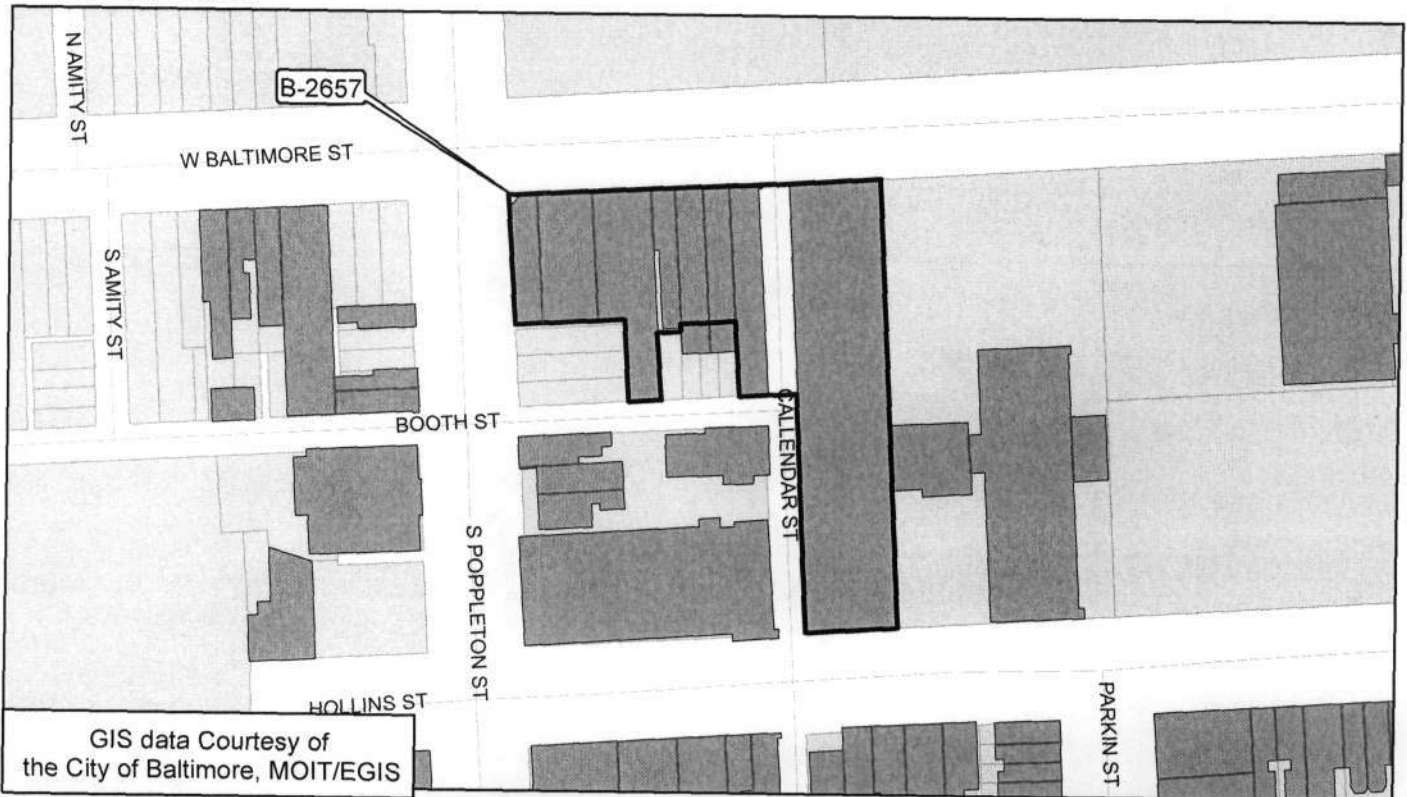 N AMITY ST
B-2657
W BALTIMORE ST
S AMITY ST
BOOTH ST
CALLENDAR ST
S POPPLETON ST
HOLLINS ST
PARKIN ST
GIS data Courtesy of
the City of Baltimore, MOIT/EGIS